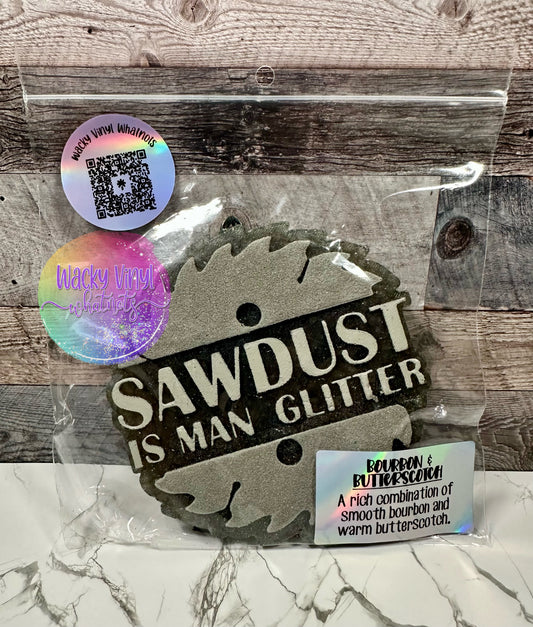 Wacky Vinyl Whatnots
Wacky Vinyl
whatnots
SAWDUST
IS MAN GLITTER
BOURBON &
BUTTERSCOTCH
A rich combination of
smooth bourbon and
warm butterscotch.